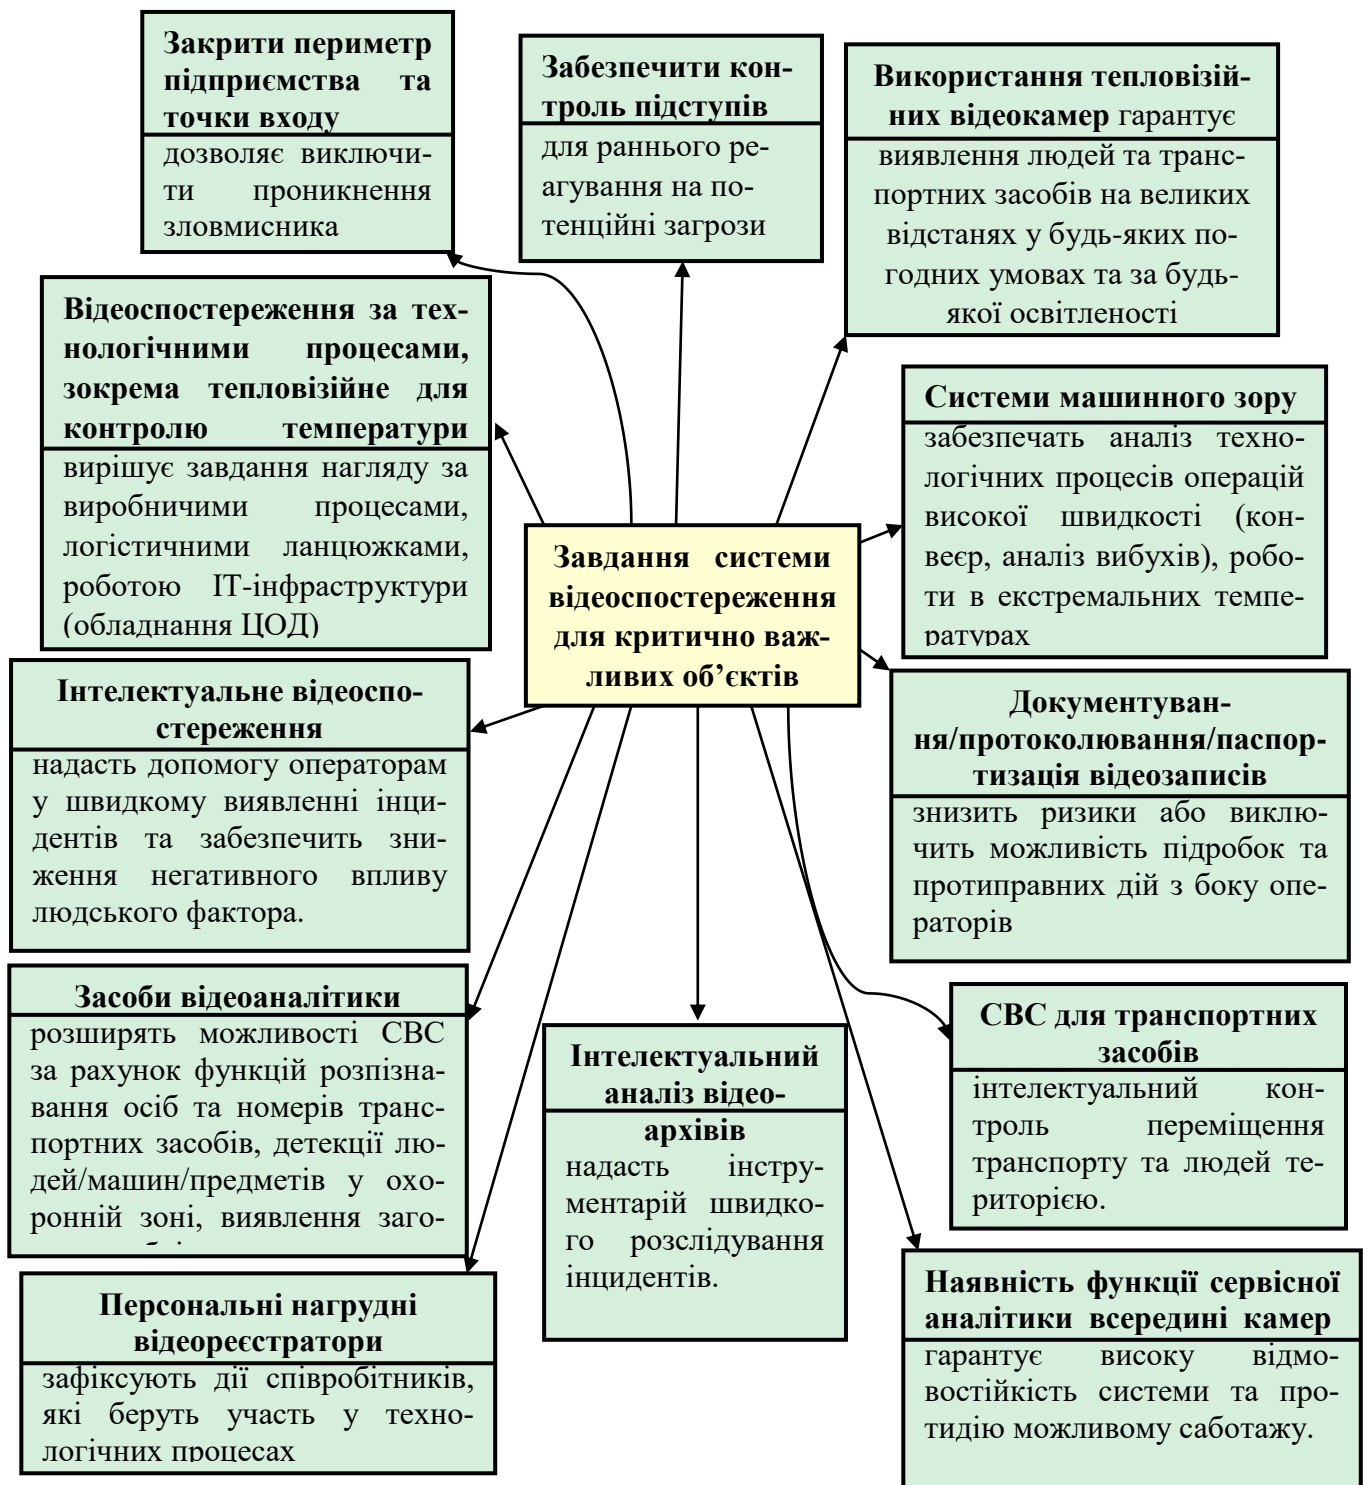 Закрити периметр
підприємства та
точки входу
дозволяє виключи-
ти проникнення
зловмисника
Забезпечити кон-
троль підступів
для раннього ре-
агування на по-
тенційні загрози
Використання тепловізій-
них відеокамер гарантує
виявлення людей та транс-
портних засобів на великих
відстанях у будь-яких по-
годних умовах та за будь-
якої освітленості
Відеоспостереження за тех-
нологічними процесами,
зокрема тепловізійне для
контролю температури
вирішує завдання нагляду за
виробничими процесами,
логістичними ланцюжками,
роботою ІТ-інфраструктури
(обладнання ЦОД)
Системи машинного зору
забезпечать аналіз техно-
логічних процесів операцій
високої швидкості (кон-
веєр, аналіз вибухів), робо-
ти в екстремальних темпе-
ратурах
Завдання системи
відеоспостереження
для критично важ-
ливих об’єктів
Інтелектуальне відеоспо-
стереження
надасть допомогу операторам
у швидкому виявленні інци-
дентів та забезпечить зни-
ження негативного впливу
людського фактора.
Документуван-
ня/протоколювання/паспор-
тизація відеозаписів
знизить ризики або виклю-
чить можливість підробок та
протиправних дій з боку опе-
раторів
Засоби відеоаналітики
розширять можливості СВС
за рахунок функцій розпізна-
вання осіб та номерів транс-
портних засобів, детекції лю-
дей/машин/предметів у охо-
ронній зоні, виявлення заго-
Інтелектуальний
аналіз відео-
архівів
надасть інстру-
ментарій швидко-
го розслідування
інцидентів.
СВС для транспортних
засобів
інтелектуальний кон-
троль переміщення
транспорту та людей те-
риторією.
Персональні нагрудні
відеореєстратори
зафіксують дії співробітників,
які беруть участь у техно-
логічних процесах
Наявність функції сервісної
аналітики всередині камер
гарантує високу відмо-
востійкість системи та про-
тидію можливому саботажу.